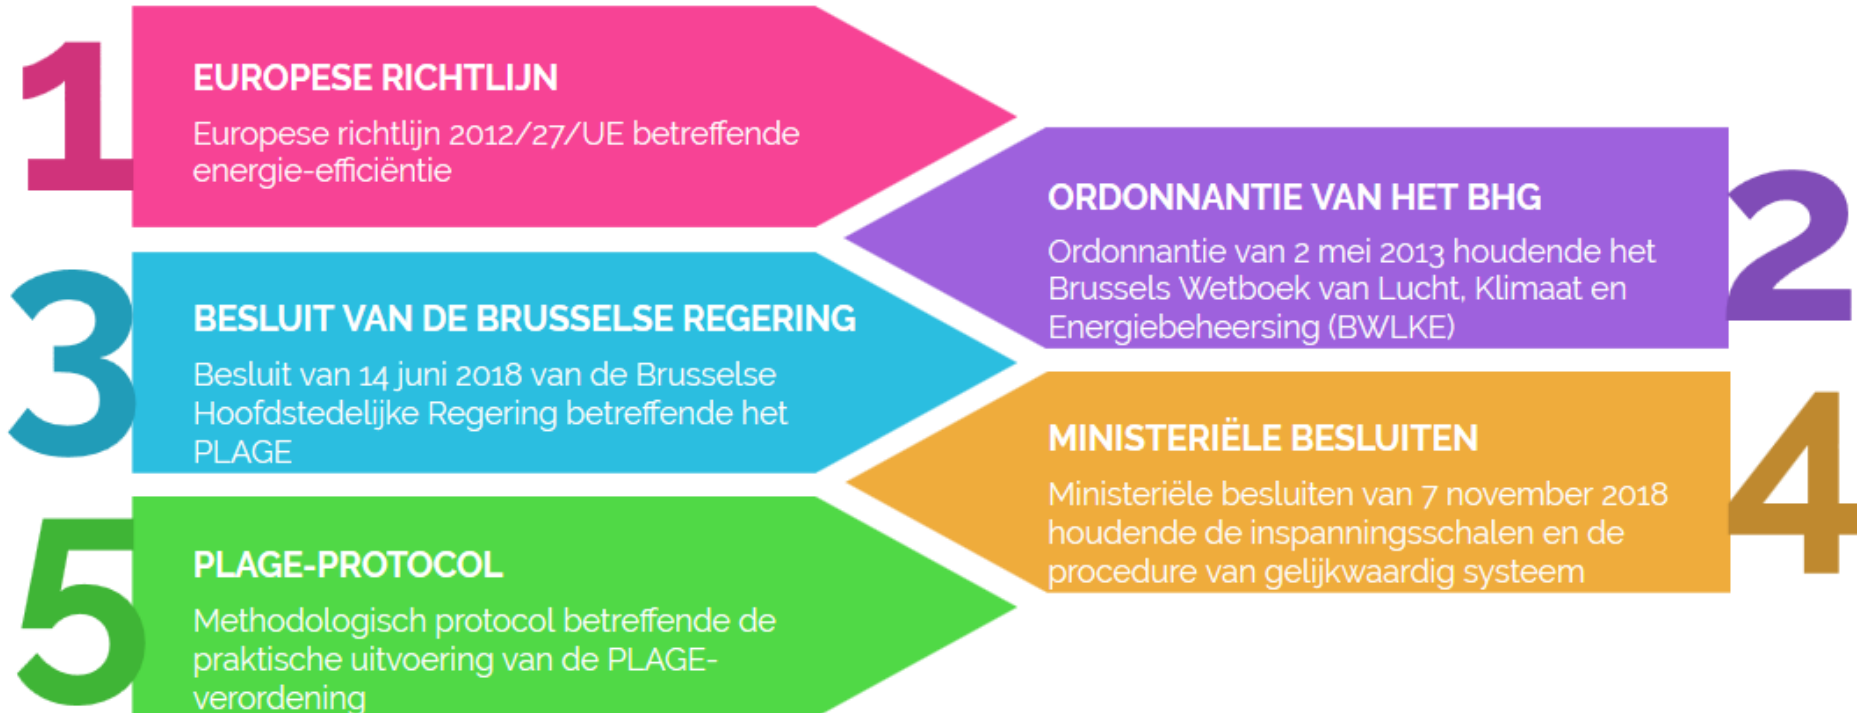 1
EUROPESE RICHTLIJN
Europese richtlijn 2012/27/UE betreffende
energie-efficiëntie
2
ORDONNANTIE VAN HET BHG
Ordonnantie van 2 mei 2013 houdende het
Brussels Wetboek van Lucht, Klimaat en
Energiebeheersing (BWLKE)
3
BESLUIT VAN DE BRUSSELSE REGERING
Besluit van 14 juni 2018 van de Brusselse
Hoofdstedelijke Regering betreffende het
PLAGE
4
MINISTERIËLE BESLUITEN
Ministeriële besluiten van 7 november 2018
houdende de inspanningsschalen en de
procedure van gelijkwaardig systeem
5
PLAGE-PROTOCOL
Methodologisch protocol betreffende de
praktische uitvoering van de PLAGE-
verordening